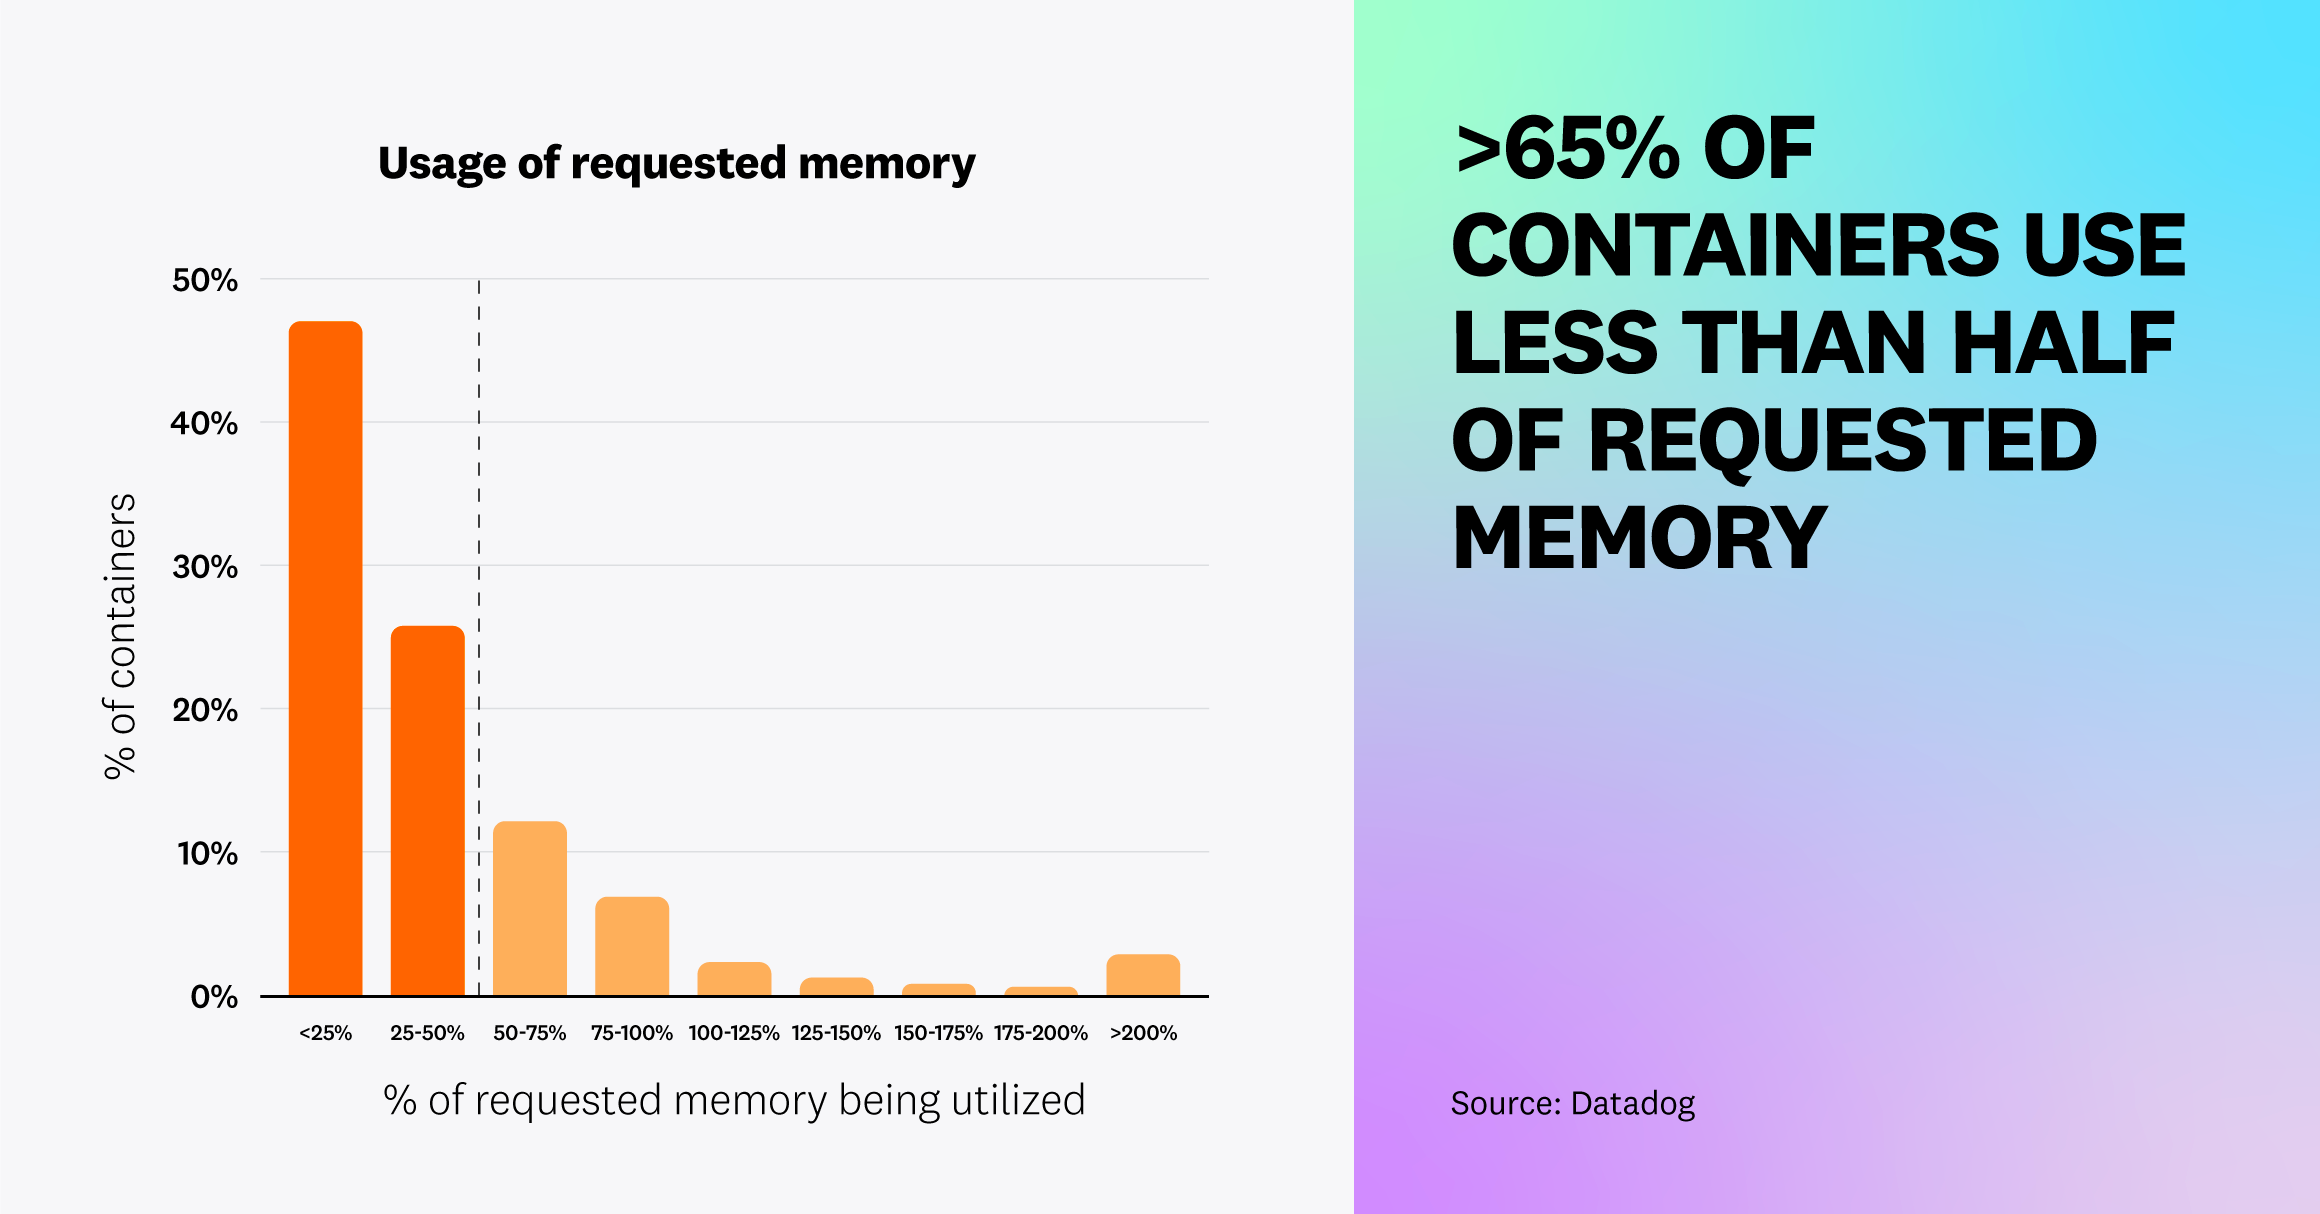 Usage of requested memory
50%
40%
30%
20%
10%
0%
% of containers
<25% 25-50% 50-75% 75-100% 100-125% 125-150% 150-175% 175-200% >200%
% of requested memory being utilized
>65% OF
CONTAINERS USE
LESS THAN HALF
OF REQUESTED
MEMORY
Source: Datadog